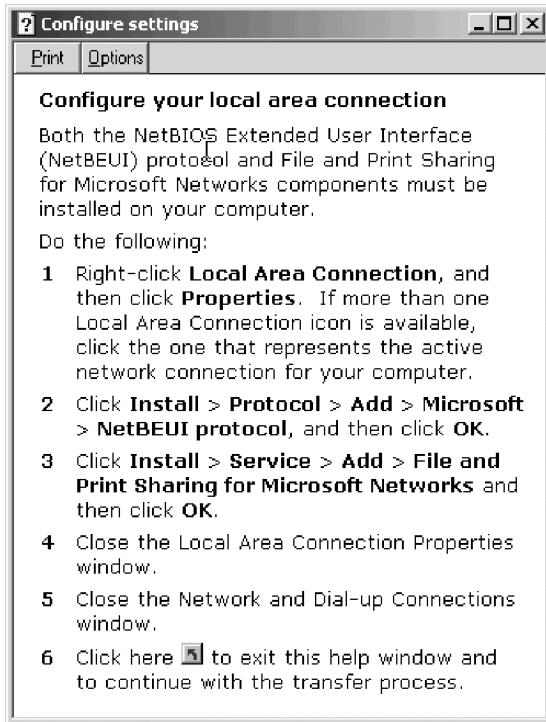 ? Configure settings
Print Options
Configure your local area connection
Both the NetBIOS Extended User Interface
(NetBEUI) protocol and File and Print Sharing
for Microsoft Networks components must be
installed on your computer.
Do the following:
1 Right-click Local Area Connection, and
then click Properties. If more than one
Local Area Connection icon is available,
click the one that represents the active
network connection for your computer.
2 Click Install > Protocol > Add > Microsoft
> NetBEUI protocol, and then click OK.
3 Click Install > Service > Add > File and
Print Sharing for Microsoft Networks and
then click OK.
4 Close the Local Area Connection Properties
window.
5 Close the Network and Dial-up Connections
window.
6 Click here to exit this help window and
to continue with the transfer process.